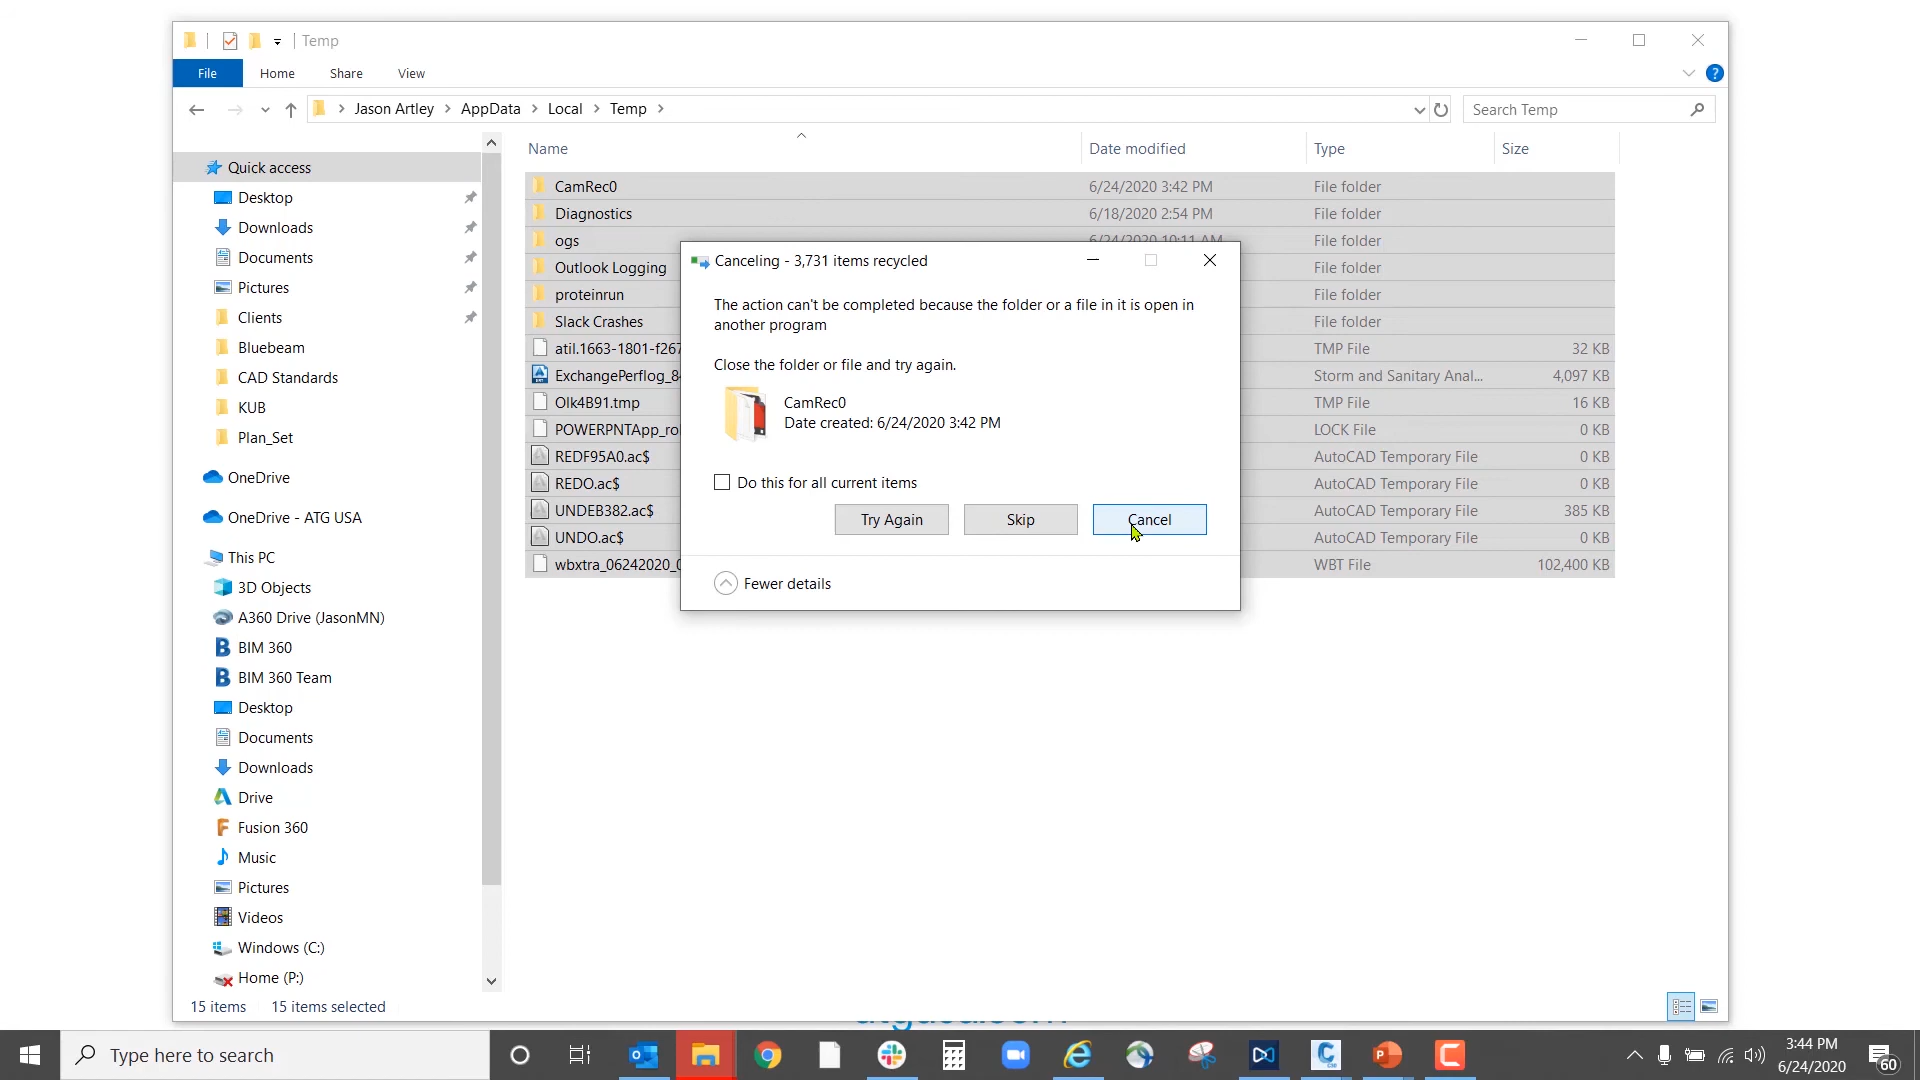 Temp
File Home Share View
Jason Artley > AppData > Local > Temp >
Search Temp
Name Date modified Type Size
Quick access
Desktop
Downloads
Documents
Pictures
Clients
Bluebeam
CAD Standards
KUB
Plan_Set
OneDrive
OneDrive - ATG USA
This PC
3D Objects
A360 Drive (JasonMN)
BIM 360
BIM 360 Team
Desktop
Documents
Downloads
Drive
Fusion 360
Music
Pictures
Videos
Windows (C:)
Home (P:)
CamRec0 6/24/2020 3:42 PM File folder
Diagnostics 6/18/2020 2:54 PM File folder
ogs 6/24/2020 10:11 AM File folder
Outlook Logging File folder
proteinrun File folder
Slack Crashes File folder
atil.1663-1801-f267 TMP File 32 KB
ExchangePerflog_84 Storm and Sanitary Anal... 4,097 KB
Olk4B91.tmp TMP File 16 KB
POWERPNTApp_rol LOCK File 0 KB
REDF95A0.ac$ AutoCAD Temporary File 0 KB
REDO.ac$ AutoCAD Temporary File 0 KB
UNDEB382.ac$ AutoCAD Temporary File 385 KB
UNDO.ac$ AutoCAD Temporary File 0 KB
wbxtra_06242020_0 WBT File 102,400 KB
Canceling - 3,731 items recycled
The action can't be completed because the folder or a file in it is open in
another program
Close the folder or file and try again.
CamRec0
Date created: 6/24/2020 3:42 PM
Do this for all current items
Try Again Skip Cancel
Fewer details
15 items 15 items selected
Type here to search
3:44 PM
6/24/2020
60